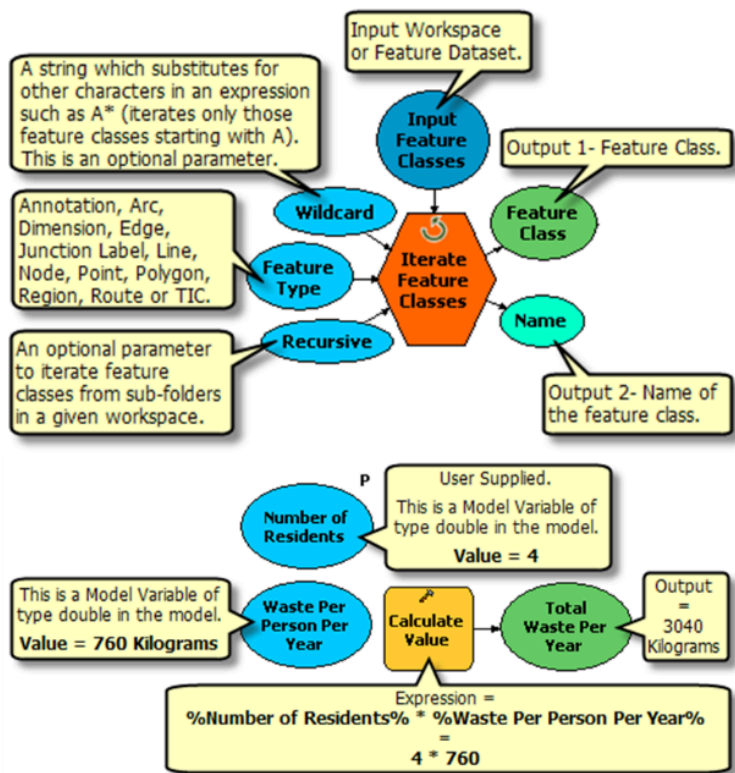 Input Workspace
or Feature Dataset.
A string which substitutes for
other characters in an expression
such as A* (iterates only those
feature classes starting with A).
This is an optional parameter.
Input
Feature
Classes
Output 1- Feature Class.
Wildcard
Feature
Class
Annotation, Arc,
Dimension, Edge,
Junction Label, Line,
Node, Point, Polygon,
Region, Route or TIC.
Feature
Type
Iterate
Feature
Classes
Name
Recursive
An optional parameter
to iterate feature
classes from sub-folders
in a given workspace.
Output 2- Name of
the feature class.
P
User Supplied.
This is a Model Variable of
type double in the model.
Value = 4
Number of
Residents
This is a Model Variable of
type double in the model.
Value = 760 Kilograms
Waste Per
Person Per
Year
Calculate
Value
Total
Waste Per
Year
Output
=
3040
Kilograms
Expression =
%Number of Residents% * %Waste Per Person Per Year%
=
4 * 760